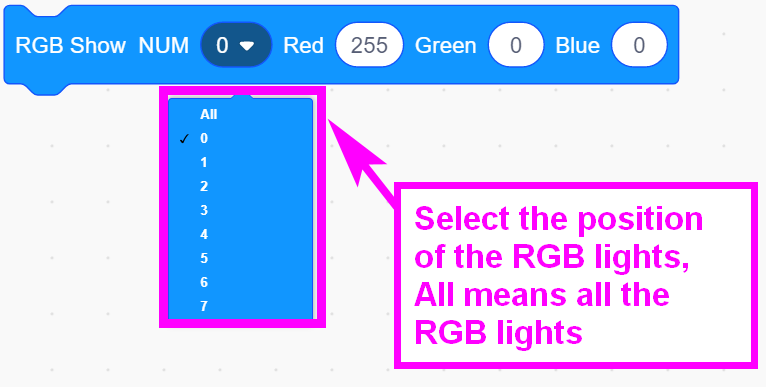 RGB Show NUM 0 Red 255 Green 0 Blue 0
All
✓ 0
1
2
3
4
5
6
7
Select the position
of the RGB lights,
All means all the
RGB lights